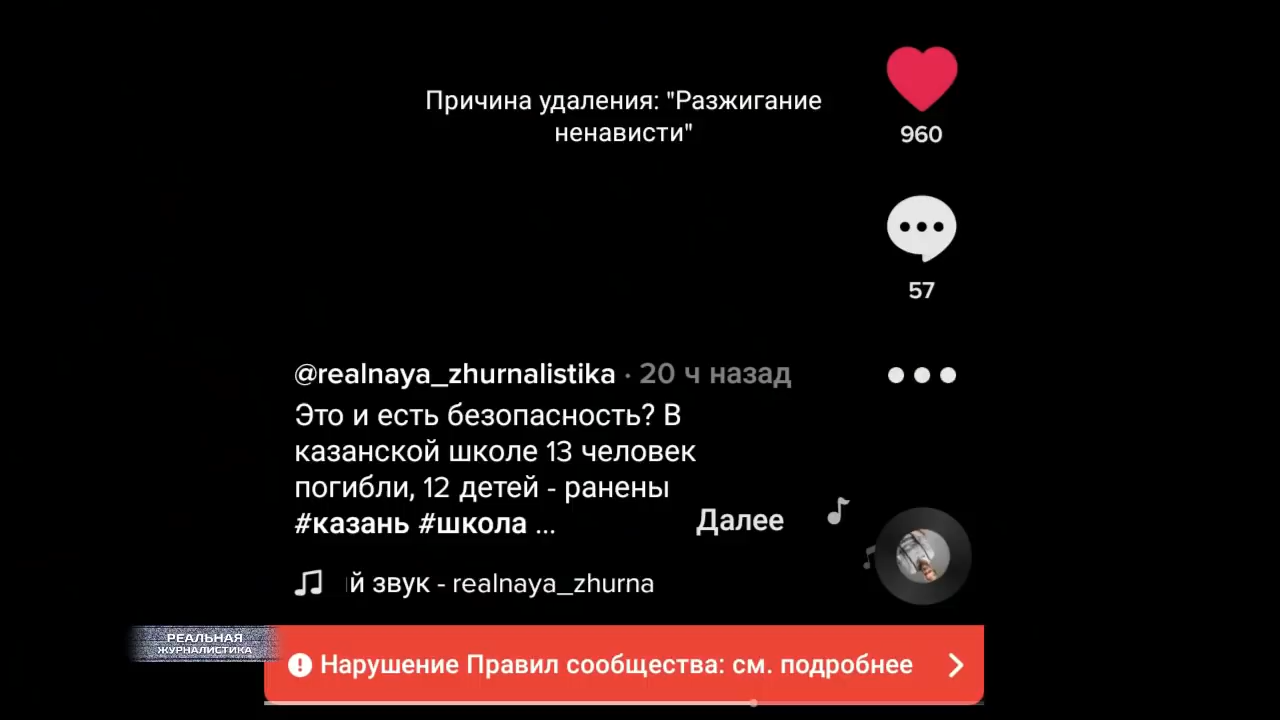 Причина удаления: "Разжигание
ненависти"
960
57
@realnaya_zhurnalistika · 20 ч назад
Это и есть безопасность? В
казанской школе 13 человек
погибли, 12 детей - ранены
#казань #школа ...
Далее
й звук - realnaya_zhurna
РЕАЛЬНАЯ
ЖУРНАЛИСТИКА
Нарушение Правил сообщества: см. подробнее